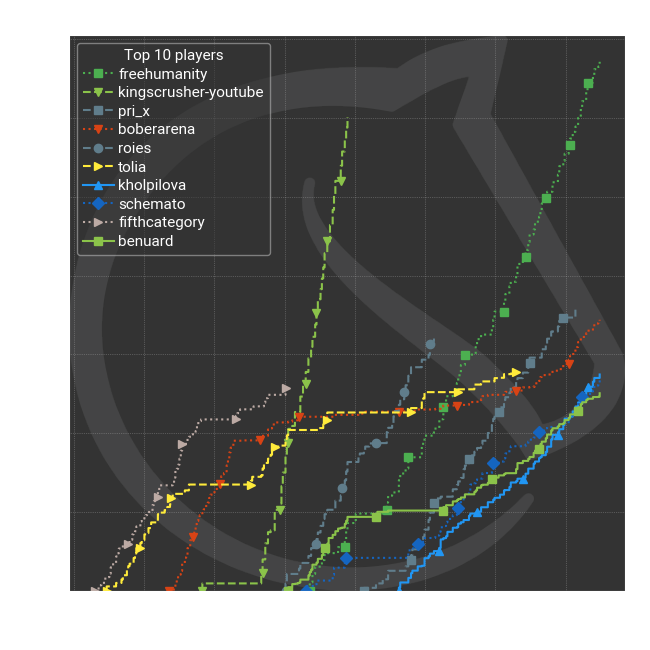 Top 10 players
freehumanity
kingscrusher-youtube
pri_x
boberarena
roies
tolia
kholpilova
schemato
fifthcategory
benuard